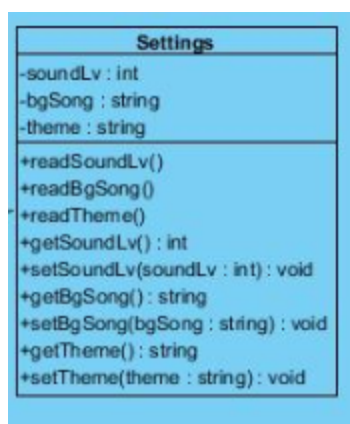 Settings
-soundLv : int
-bgSong : string
-theme : string
+readSoundLv()
+readBgSong()
+readTheme()
+getSoundLv() : int
+setSoundLv(soundLv : int) : void
+getBgSong() : string
+setBgSong(bgSong : string) : void
+getTheme() : string
+setTheme(theme : string) : void